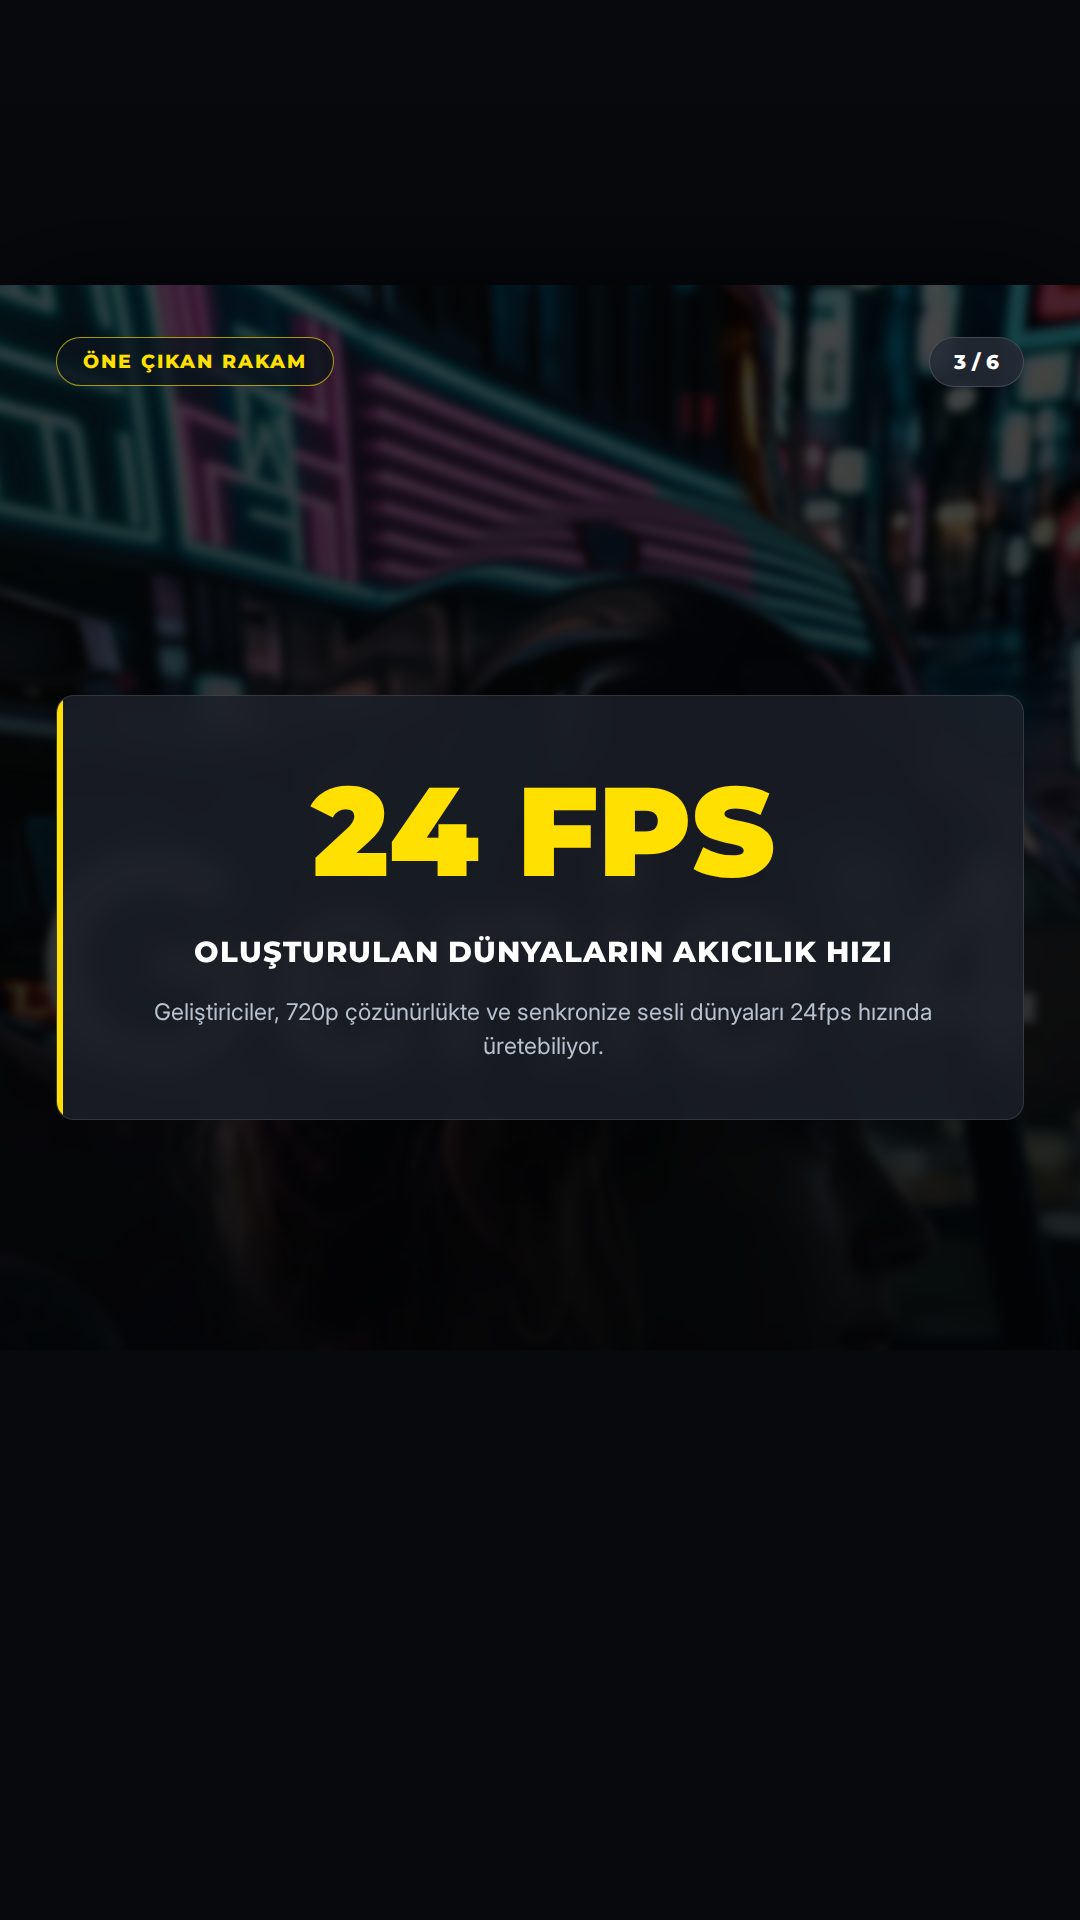 ÖNE ÇIKAN RAKAM
3 / 6
24 FPS
OLUŞTURULAN DÜNYALARIN AKICILIK HIZI
Geliştiriciler, 720p çözünürlükte ve senkronize sesli dünyaları 24fps hızında
üretebiliyor.